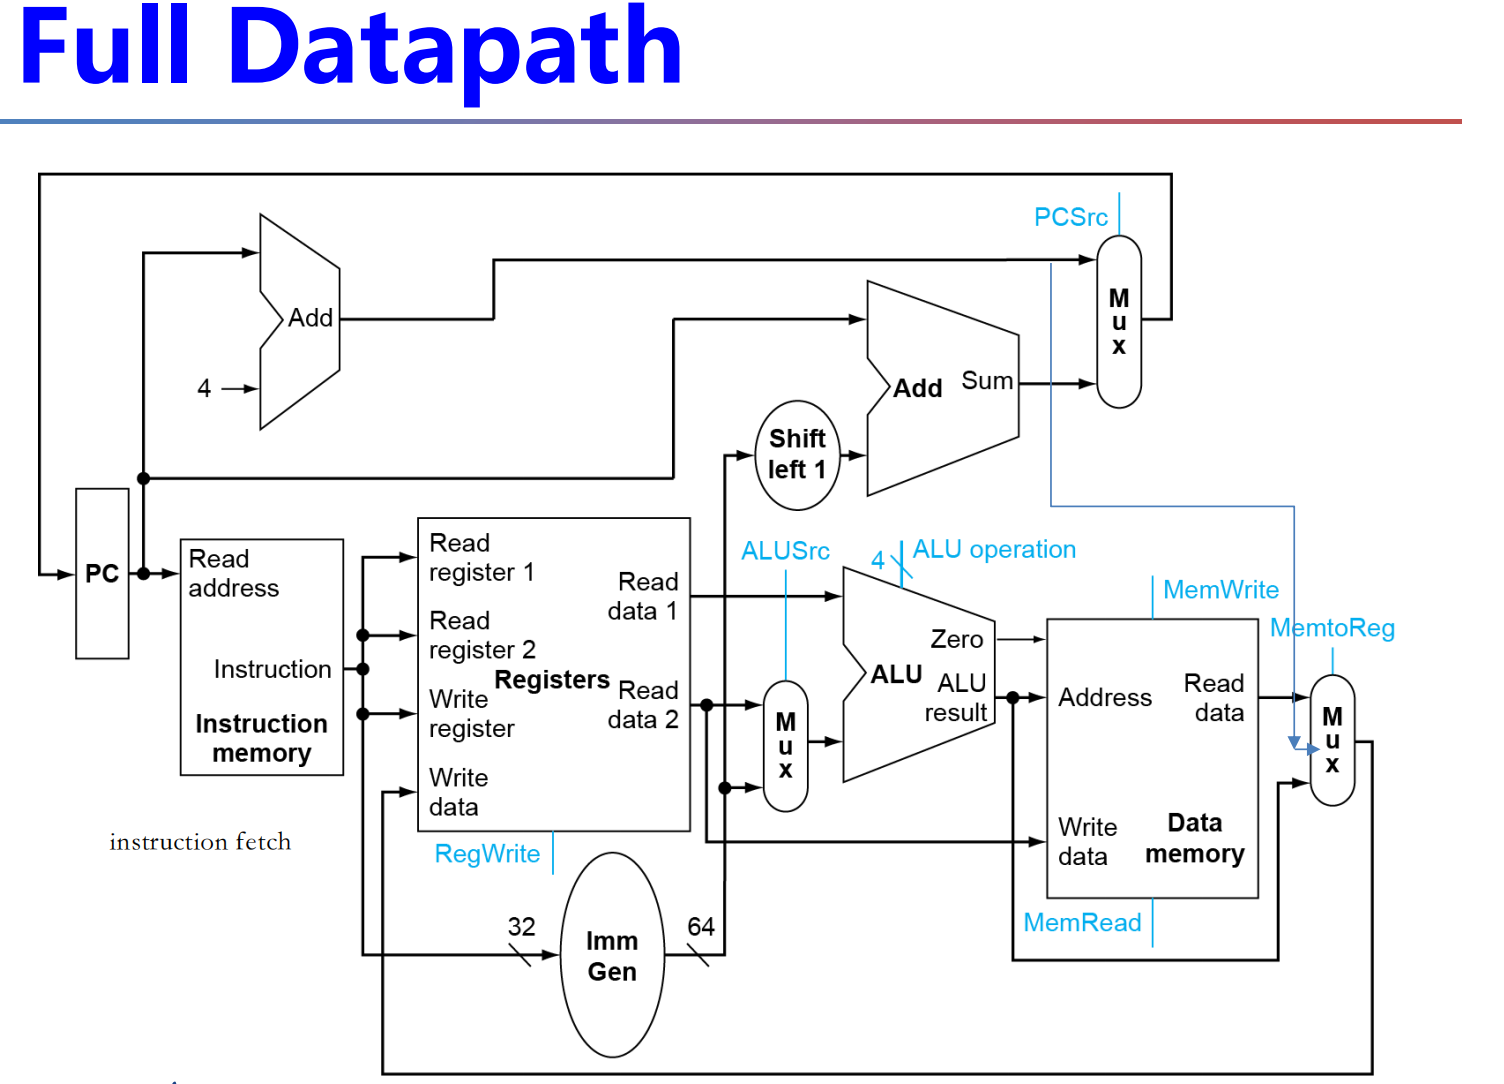 Full Datapath
PCSrc
M
u
x
Add
4
Add Sum
Shift
left 1
PC
Read
address
Instruction
Instruction
memory
Read
register 1
Read
register 2
Write
register
Write
data
Registers
Read
data 1
Read
data 2
RegWrite
ALUSrc
M
u
x
4
ALU operation
Zero
ALU
ALU
result
MemWrite
MemtoReg
Address
Read
data
Write
data
Data
memory
MemRead
M
u
x
instruction fetch
32
Imm
Gen
64